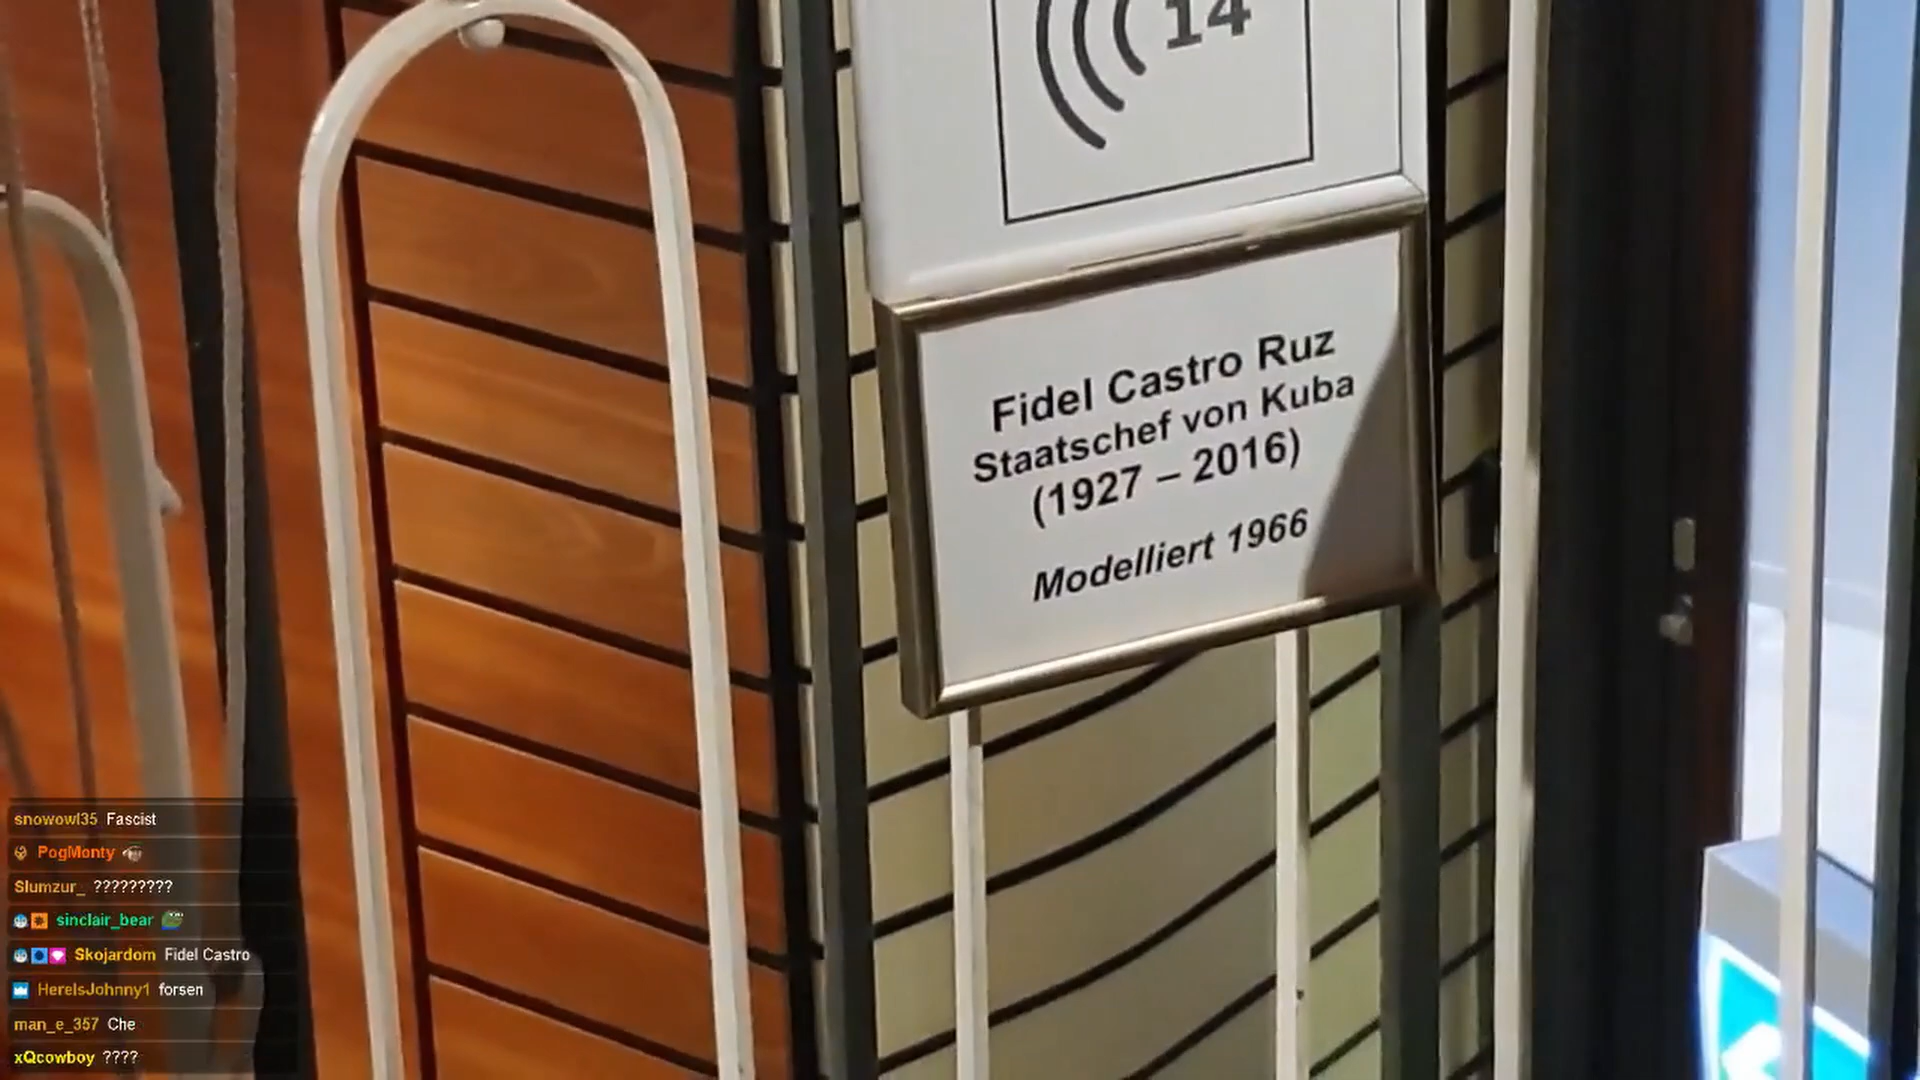 14
Fidel Castro Ruz
Staatschef von Kuba
(1927 – 2016)
Modelliert 1966
snowowl35 Fascist
PogMonty
Slumzur_ ?????????
sinclair_bear
Skojardom Fidel Castro
HereIsJohnny1 forsen
man_e_357 Che
xQcowboy ????